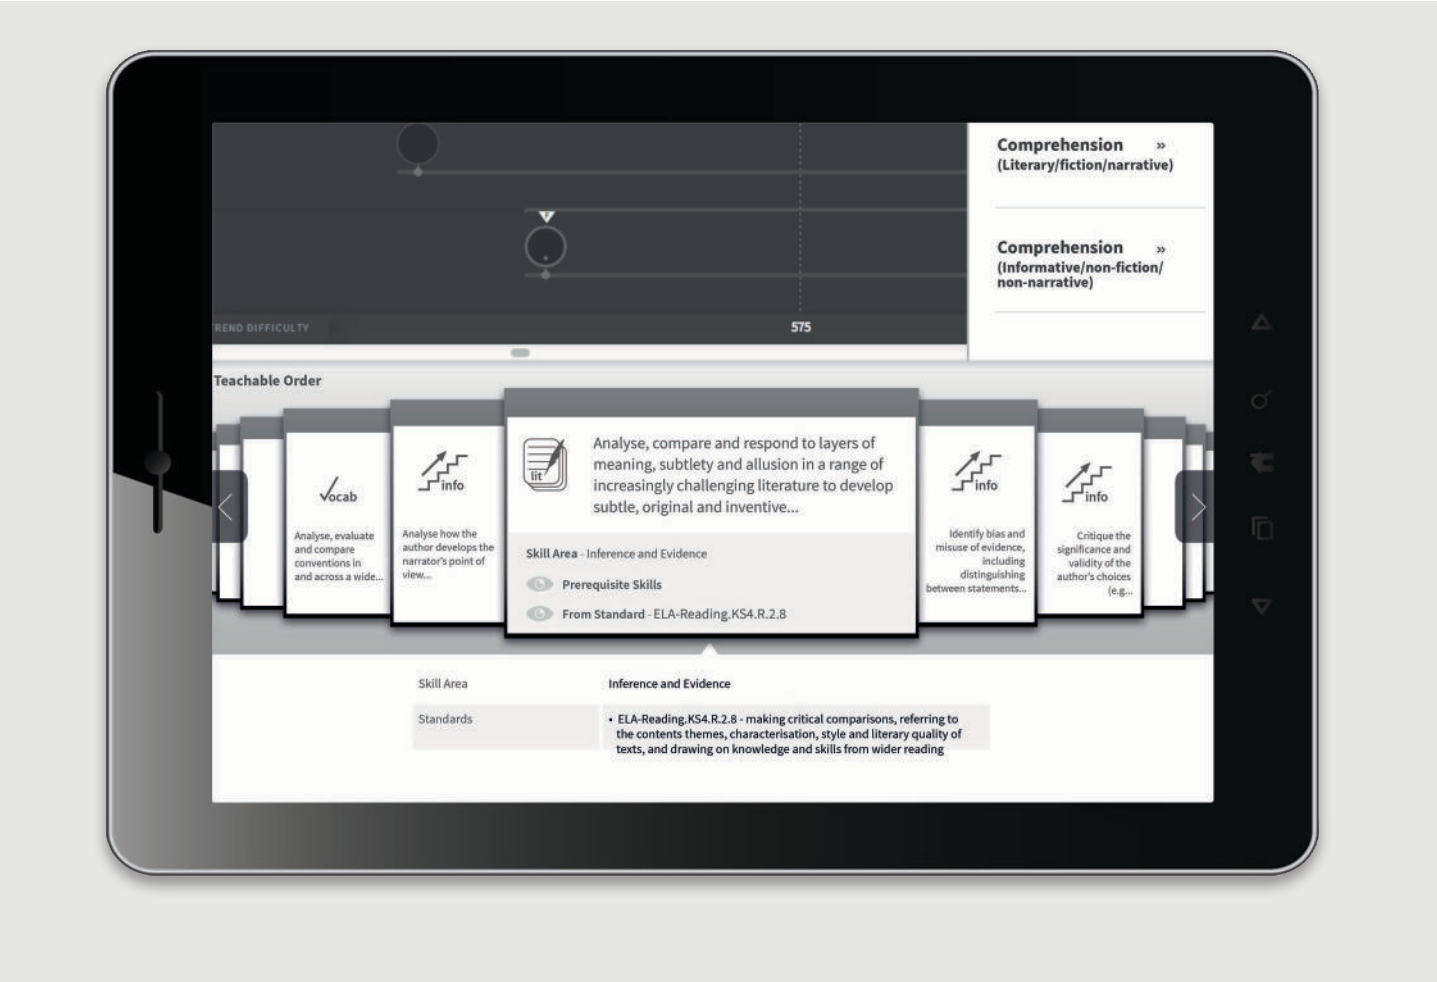 Comprehension »
(Literary/fiction/narrative)
Comprehension »
(Informative/non-fiction/
non-narrative)
TREND DIFFICULTY
575
Teachable Order
Vocab
Analyse, evaluate
and compare
conventions in
and across a wide...
info
Analyse how the
author develops the
narrator's point of
view...
lit
Analyse, compare and respond to layers of
meaning, subtlety and allusion in a range of
increasingly challenging literature to develop
subtle, original and inventive...
Skill Area - Inference and Evidence
Prerequisite Skills
From Standard - ELA-Reading.KS4.R.2.8
info
Identify bias and
misuse of evidence,
including
distinguishing
between statements...
info
Critique the
significance and
validity of the
author's choices
(e.g...
Skill Area
Inference and Evidence
Standards
• ELA-Reading.KS4.R.2.8 - making critical comparisons, referring to
the contents themes, characterisation, style and literary quality of
texts, and drawing on knowledge and skills from wider reading